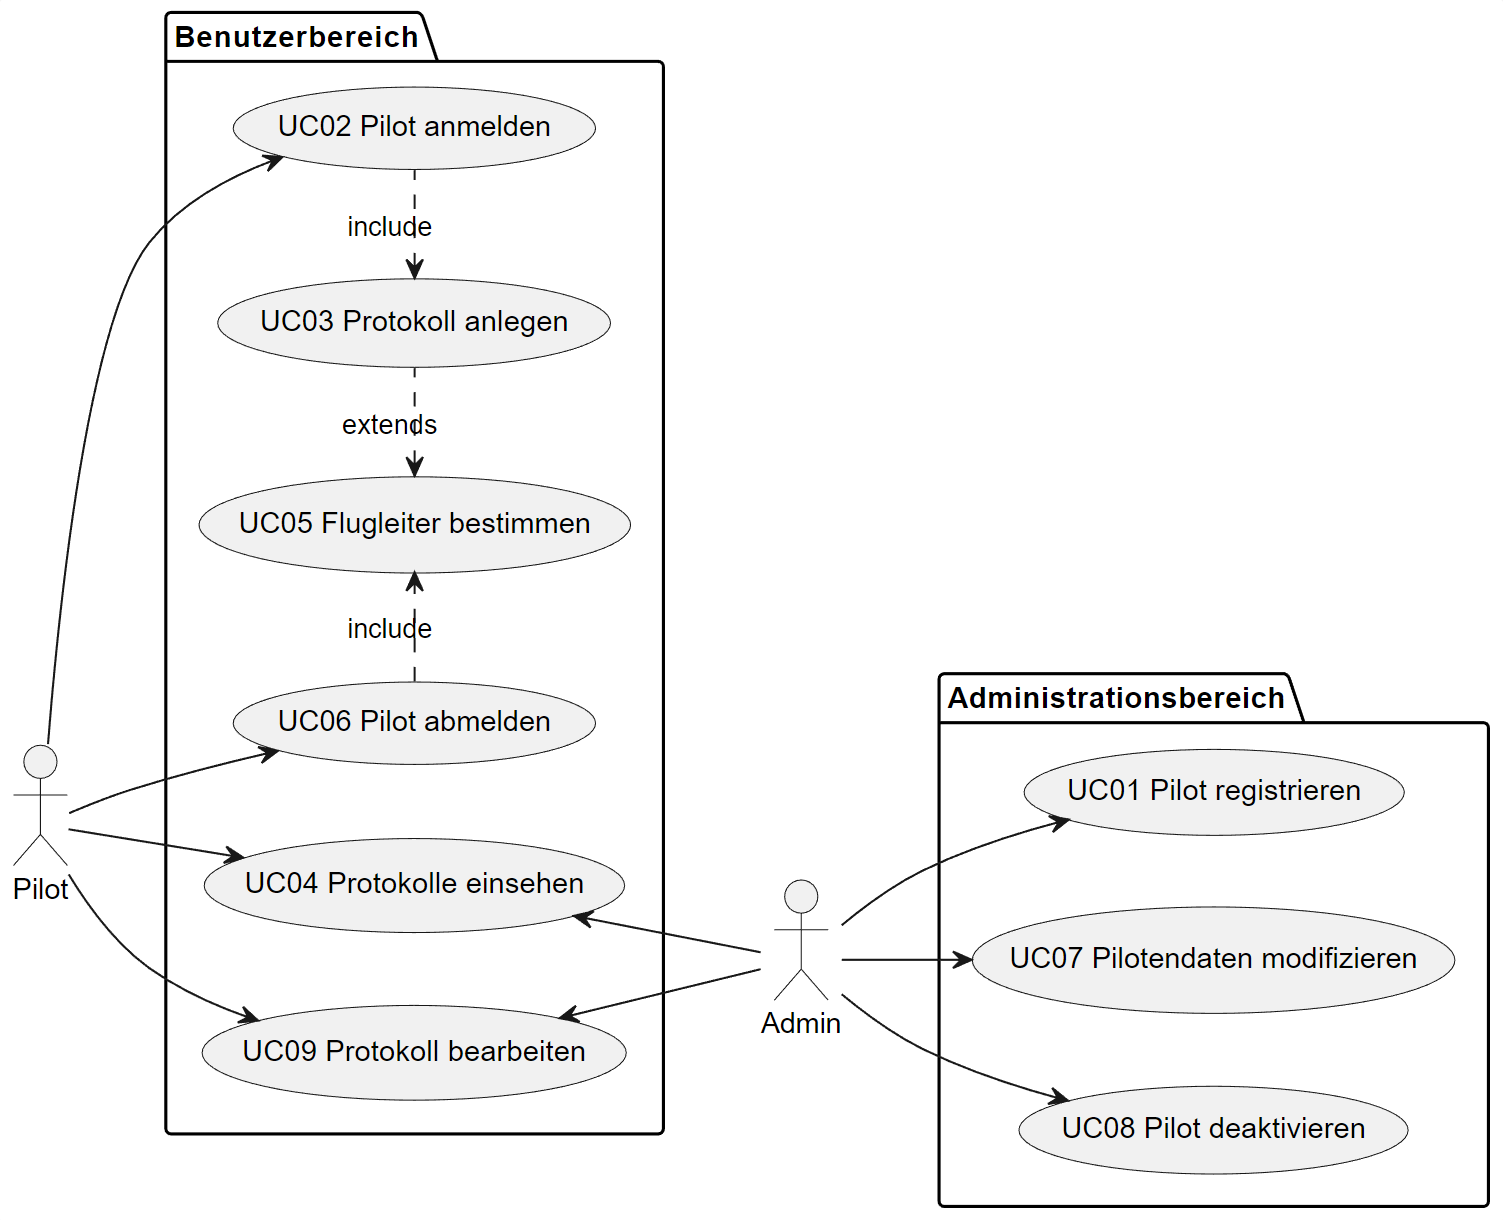 Benutzerbereich
UC02 Pilot anmelden
include
UC03 Protokoll anlegen
extends
UC05 Flugleiter bestimmen
include
UC06 Pilot abmelden
UC04 Protokolle einsehen
UC09 Protokoll bearbeiten
Pilot
Admin
Administrationsbereich
UC01 Pilot registrieren
UC07 Pilotendaten modifizieren
UC08 Pilot deaktivieren